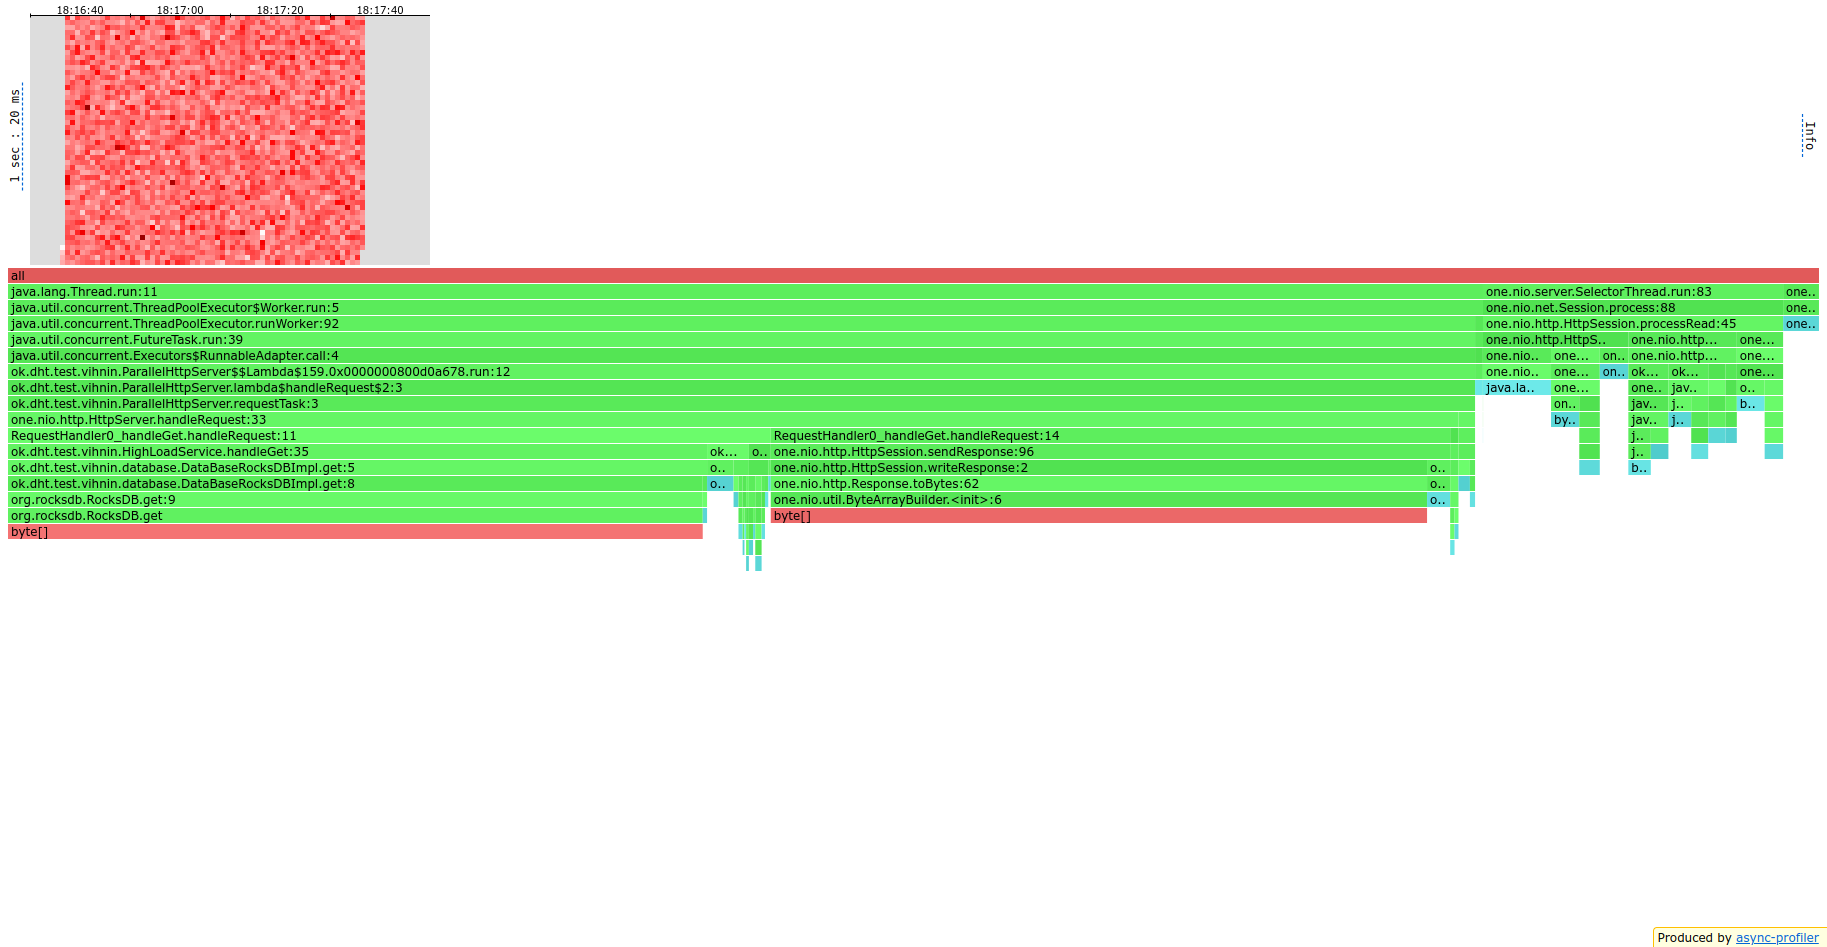 18:16:40 18:17:00 18:17:20 18:17:40
1 sec : 20 ms
Info
all
java.lang.Thread.run:11 one.nio.server.SelectorThread.run:83 one..
java.util.concurrent.ThreadPoolExecutor$Worker.run:5 one.nio.net.Session.process:88 one..
java.util.concurrent.ThreadPoolExecutor.runWorker:92 one.nio.http.HttpSession.processRead:45 one..
java.util.concurrent.FutureTask.run:39 one.nio.http.HttpS.. one.nio.http... one...
java.util.concurrent.Executors$RunnableAdapter.call:4 one.nio.. one... on.. one.nio.http... one...
ok.dht.test.vihnin.ParallelHttpServer$$Lambda$159.0x0000000800d0a678.run:12 one.nio.. one... on.. ok... ok... one...
ok.dht.test.vihnin.ParallelHttpServer.lambda$handleRequest$2:3 java.la.. one... one.. jav.. o..
ok.dht.test.vihnin.ParallelHttpServer.requestTask:3 on.. jav.. j.. b..
one.nio.http.HttpServer.handleRequest:33 by.. jav.. j..
RequestHandler0_handleGet.handleRequest:11 RequestHandler0_handleGet.handleRequest:14 j..
ok.dht.test.vihnin.HighLoadService.handleGet:35 ok... o.. one.nio.http.HttpSession.sendResponse:96 j..
ok.dht.test.vihnin.database.DataBaseRocksDBImpl.get:5 o.. one.nio.http.HttpSession.writeResponse:2 o.. b..
ok.dht.test.vihnin.database.DataBaseRocksDBImpl.get:8 o.. one.nio.http.Response.toBytes:62 o..
org.rocksdb.RocksDB.get:9 one.nio.util.ByteArrayBuilder.<init>:6 o..
org.rocksdb.RocksDB.get byte[]
byte[]
Produced by async-profiler